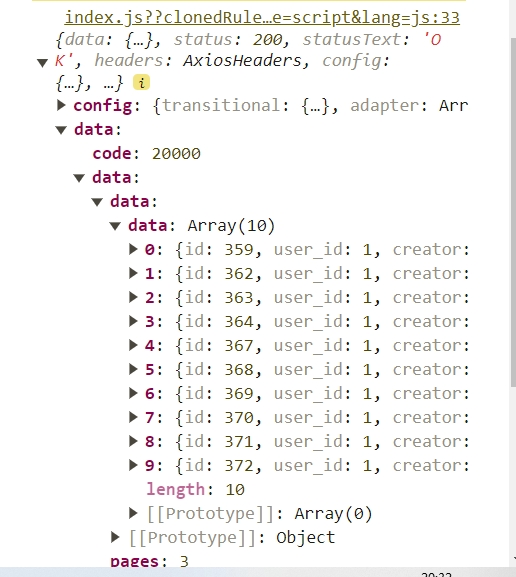 index.js??clonedRule…e=script&lang=js:33
{data: {…}, status: 200, statusText: 'O
K', headers: AxiosHeaders, config:
{…}, …} i
config: {transitional: {…}, adapter: Arr
data:
code: 20000
data:
data:
data: Array(10)
0: {id: 359, user_id: 1, creator:
1: {id: 362, user_id: 1, creator:
2: {id: 363, user_id: 1, creator:
3: {id: 364, user_id: 1, creator:
4: {id: 367, user_id: 1, creator:
5: {id: 368, user_id: 1, creator:
6: {id: 369, user_id: 1, creator:
7: {id: 370, user_id: 1, creator:
8: {id: 371, user_id: 1, creator:
9: {id: 372, user_id: 1, creator:
length: 10
[[Prototype]]: Array(0)
[[Prototype]]: Object
pages: 3